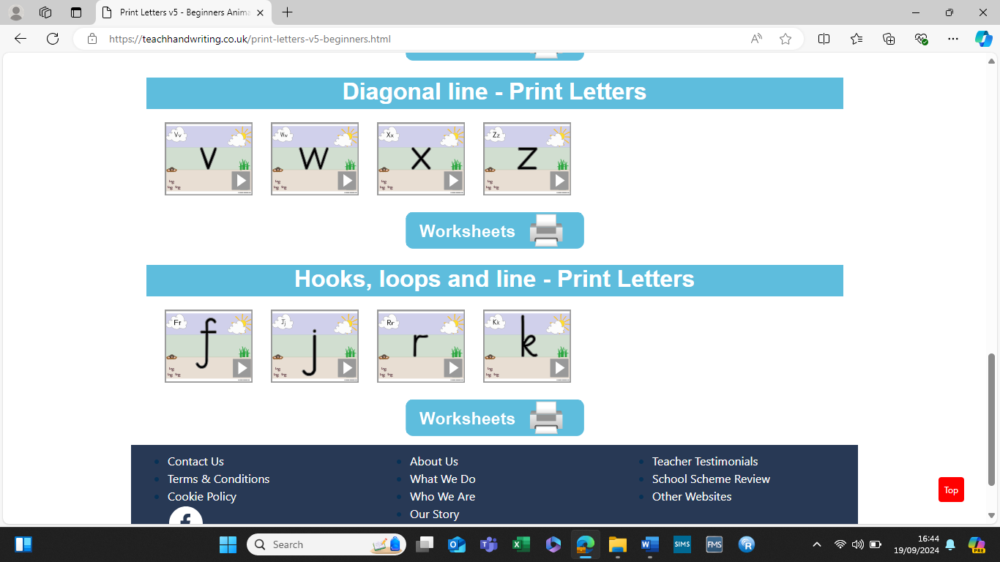 Print Letters v5 - Beginners Anima
https://teachhandwriting.co.uk/print-letters-v5-beginners.html
Diagonal line - Print Letters
Vv Ww Xx Zz
v w x z
Worksheets
Hooks, loops and line - Print Letters
Ff Jj Rr Kk
f j r k
Worksheets
Contact Us
Terms & Conditions
Cookie Policy
About Us
What We Do
Who We Are
Our Story
Teacher Testimonials
School Scheme Review
Other Websites
Top
Search
SIMS
FMS
R
PRE
16:44
19/09/2024